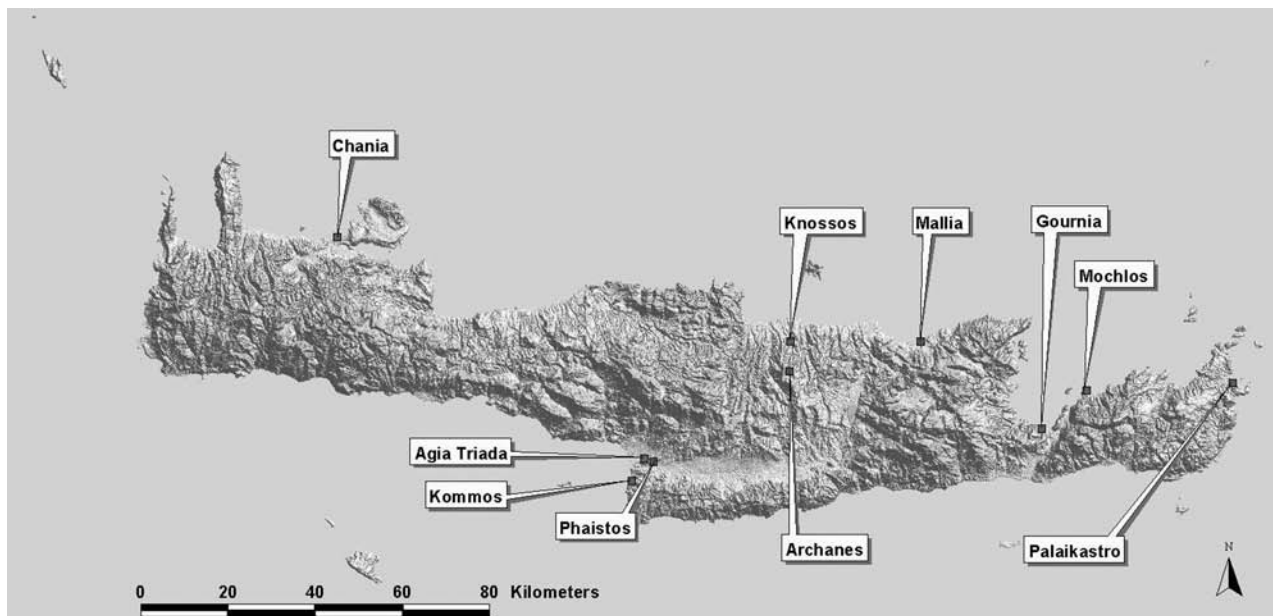 Chania
Knossos
Mallia
Gournia
Mochlos
Agia Triada
Kommos
Phaistos
Archanes
Palaikastro
N
0 20 40 60 80 Kilometers